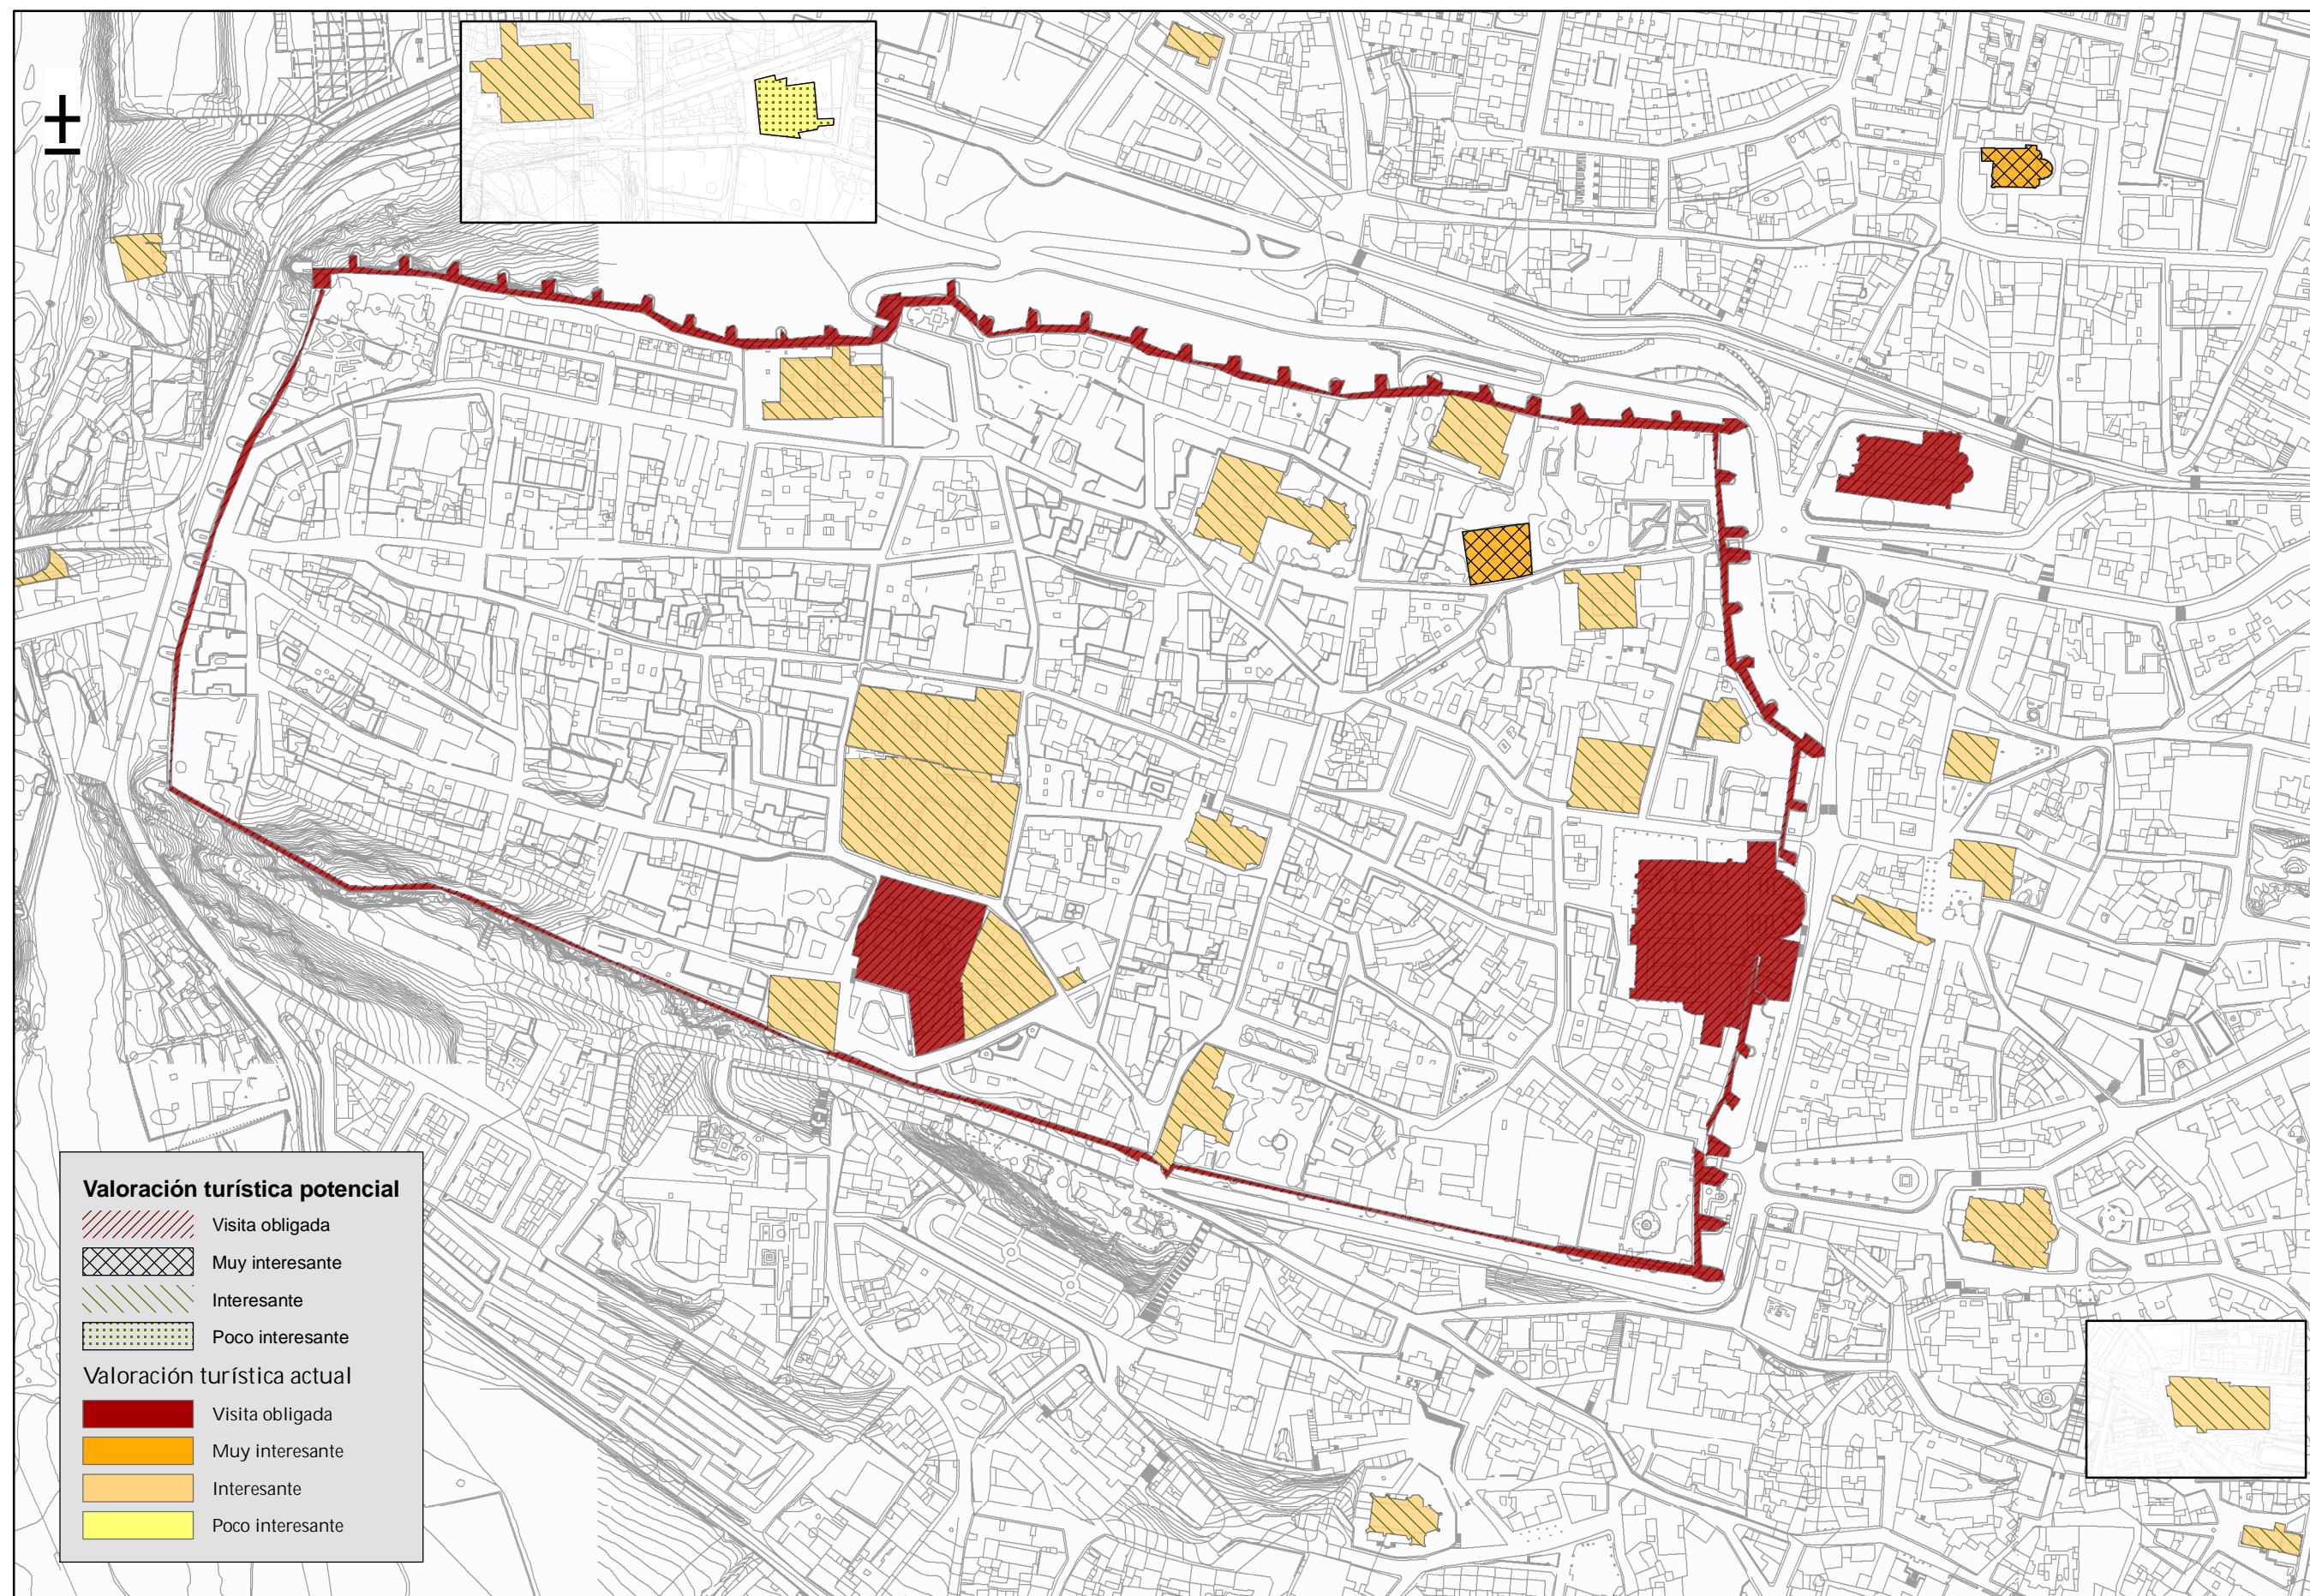 Valoración turística potencial
Visita obligada
Muy interesante
Interesante
Poco interesante
Valoración turística actual
Visita obligada
Muy interesante
Interesante
Poco interesante